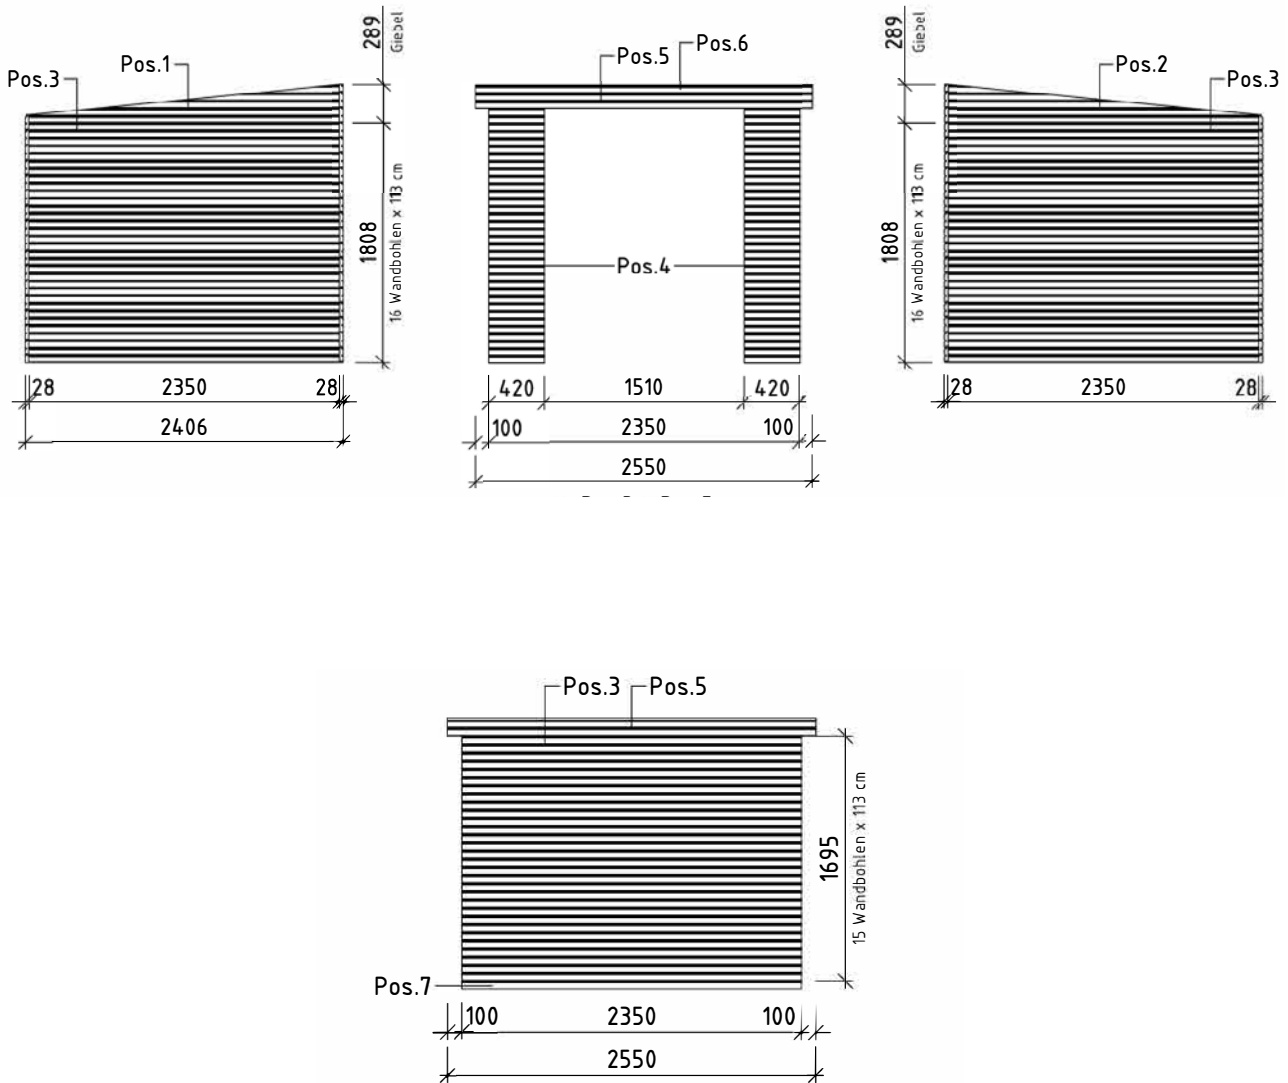 289
Giebel
Pos.1
Pos.3
1808
16 Wandbohlen x 113 cm
28 2350 28
2406
Pos.6
Pos.5
Pos.4
420 1510 420
100 2350 100
2550
289
Giebel
Pos.2
Pos.3
1808
16 Wandbohlen x 113 cm
28 2350 28
Pos.3 Pos.5
1695
15 Wandbohlen x 113 cm
Pos.7
100 2350 100
2550